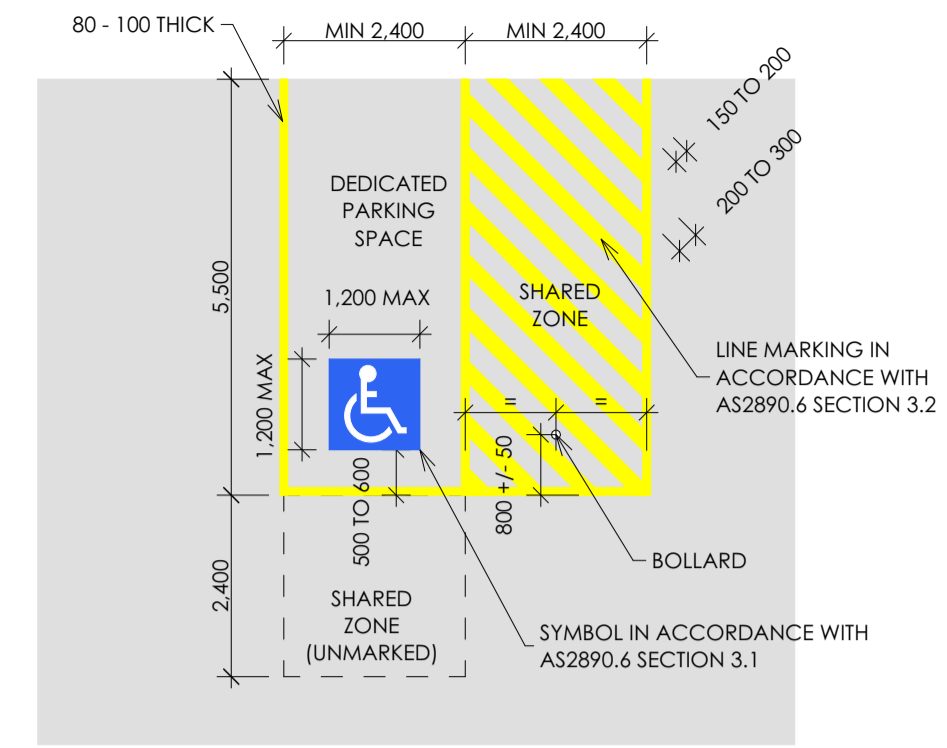 80 - 100 THICK
MIN 2,400
MIN 2,400
150 TO 200
200 TO 300
DEDICATED
PARKING
SPACE
5,500
1,200 MAX
SHARED
ZONE
1,200 MAX
LINE MARKING IN
ACCORDANCE WITH
AS2890.6 SECTION 3.2
=
=
500 TO 600
800 +/- 50
BOLLARD
2,400
SHARED
ZONE
(UNMARKED)
SYMBOL IN ACCORDANCE WITH
AS2890.6 SECTION 3.1